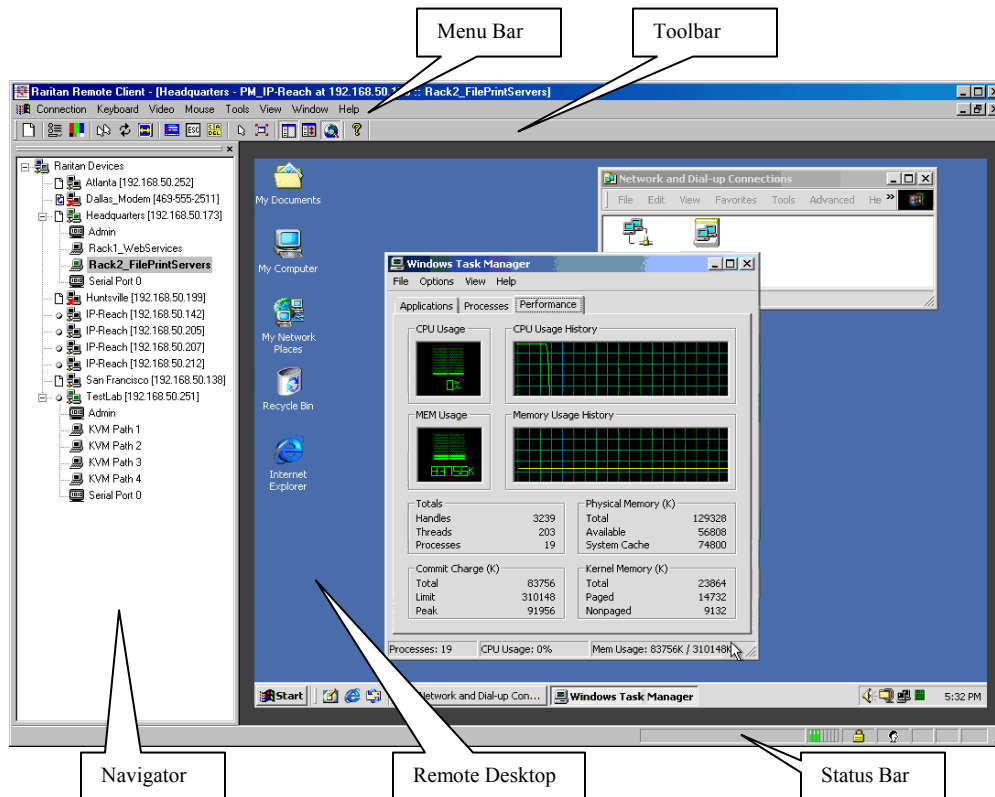 Menu Bar
Toolbar
Raritan Remote Client - [Headquarters - PM_IP-Reach at 192.168.50. :: Rack2_FilePrintServers]
Connection Keyboard Video Mouse Tools View Window Help
ESC
Raritan Devices
Atlanta [192.168.50.252]
Dallas_Modem [469-555-2511]
Headquarters [192.168.50.173]
Admin
Rack1_WebServices
Rack2_FilePrintServers
Serial Port 0
Huntsville [192.168.50.199]
IP-Reach [192.168.50.142]
IP-Reach [192.168.50.205]
IP-Reach [192.168.50.207]
IP-Reach [192.168.50.212]
San Francisco [192.168.50.138]
TestLab [192.168.50.251]
Admin
KVM Path 1
KVM Path 2
KVM Path 3
KVM Path 4
Serial Port 0
My Documents
My Computer
My Network
Places
Recycle Bin
Internet
Explorer
Network and Dial-up Connections
File Edit View Favorites Tools Advanced He »
Windows Task Manager
File Options View Help
Applications Processes Performance
CPU Usage
CPU Usage History
0%
MEM Usage
Memory Usage History
83756K
Totals
Handles 3239
Threads 203
Processes 19
Physical Memory (K)
Total 129328
Available 56808
System Cache 74800
Commit Charge (K)
Total 83756
Limit 310148
Peak 91956
Kernel Memory (K)
Total 23864
Paged 14732
Nonpaged 9132
Processes: 19 CPU Usage: 0% Mem Usage: 83756K / 310148K
Start
Network and Dial-up Con...
Windows Task Manager
5:32 PM
Navigator
Remote Desktop
Status Bar